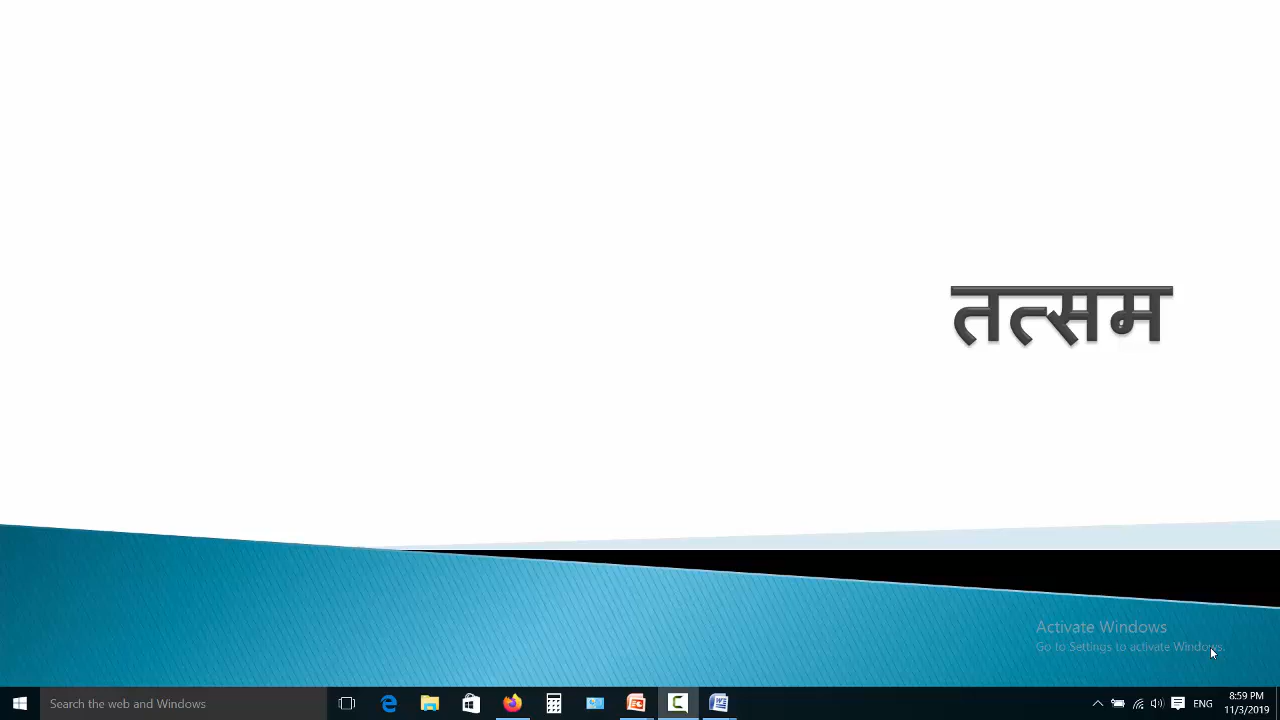 तत्सम
Activate Windows
Go to Settings to activate Windows.
Search the web and Windows
ENG
8:59 PM
11/3/2019